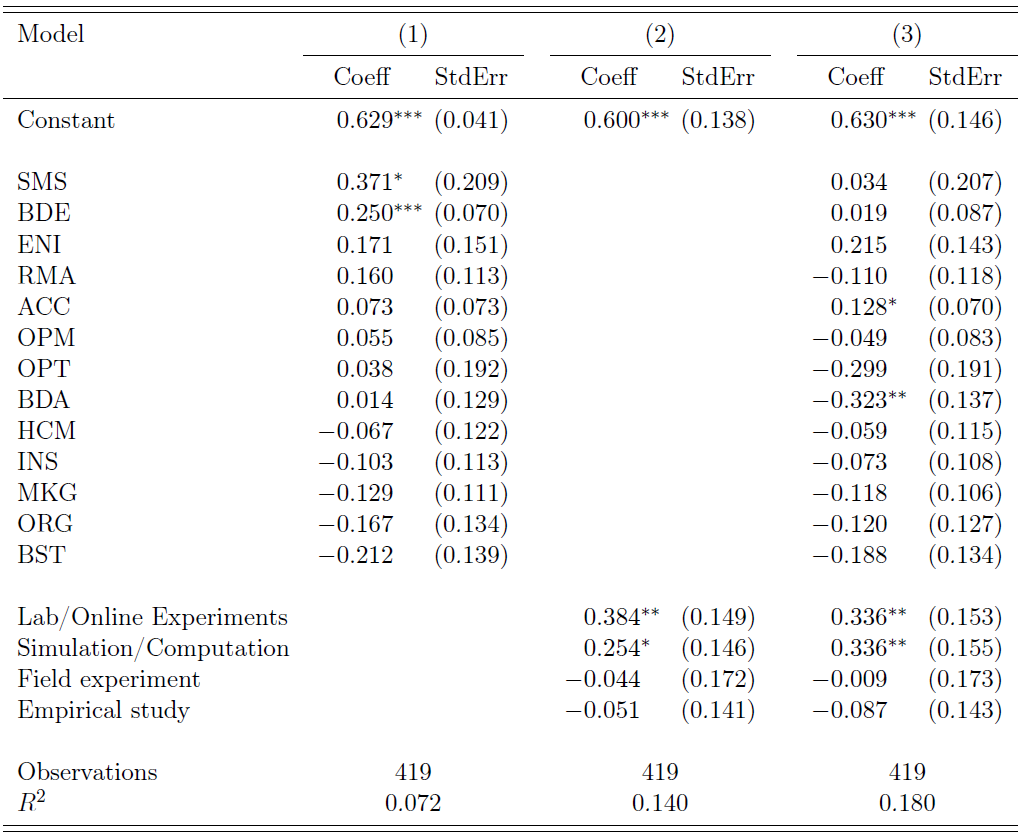 Model (1) (2) (3)
Coeff StdErr Coeff StdErr Coeff StdErr
Constant 0.629*** (0.041) 0.600*** (0.138) 0.630*** (0.146)
SMS 0.371* (0.209) 0.034 (0.207)
BDE 0.250*** (0.070) 0.019 (0.087)
ENI 0.171 (0.151) 0.215 (0.143)
RMA 0.160 (0.113) −0.110 (0.118)
ACC 0.073 (0.073) 0.128* (0.070)
OPM 0.055 (0.085) −0.049 (0.083)
OPT 0.038 (0.192) −0.299 (0.191)
BDA 0.014 (0.129) −0.323** (0.137)
HCM −0.067 (0.122) −0.059 (0.115)
INS −0.103 (0.113) −0.073 (0.108)
MKG −0.129 (0.111) −0.118 (0.106)
ORG −0.167 (0.134) −0.120 (0.127)
BST −0.212 (0.139) −0.188 (0.134)
Lab/Online Experiments 0.384** (0.149) 0.336** (0.153)
Simulation/Computation 0.254* (0.146) 0.336** (0.155)
Field experiment −0.044 (0.172) −0.009 (0.173)
Empirical study −0.051 (0.141) −0.087 (0.143)
Observations 419 419 419
R² 0.072 0.140 0.180